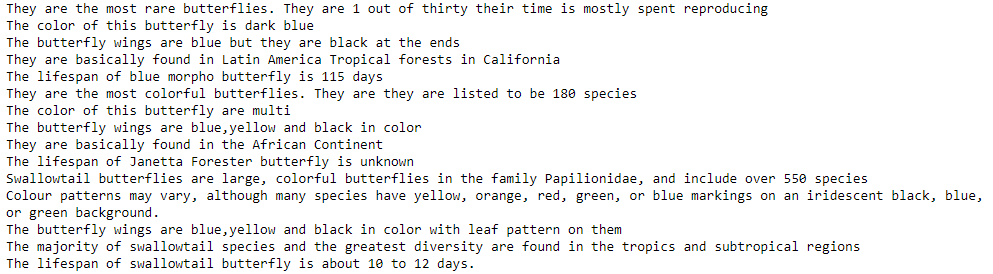 They are the most rare butterflies. They are 1 out of thirty their time is mostly spent reproducing
The color of this butterfly is dark blue
The butterfly wings are blue but they are black at the ends
They are basically found in Latin America Tropical forests in California
The lifespan of blue morpho butterfly is 115 days
They are the most colorful butterflies. They are they are listed to be 180 species
The color of this butterfly are multi
The butterfly wings are blue,yellow and black in color
They are basically found in the African Continent
The lifespan of Janetta Forester butterfly is unknown
Swallowtail butterflies are large, colorful butterflies in the family Papilionidae, and include over 550 species
Colour patterns may vary, although many species have yellow, orange, red, green, or blue markings on an iridescent black, blue,
or green background.
The butterfly wings are blue,yellow and black in color with leaf pattern on them
The majority of swallowtail species and the greatest diversity are found in the tropics and subtropical regions
The lifespan of swallowtail butterfly is about 10 to 12 days.